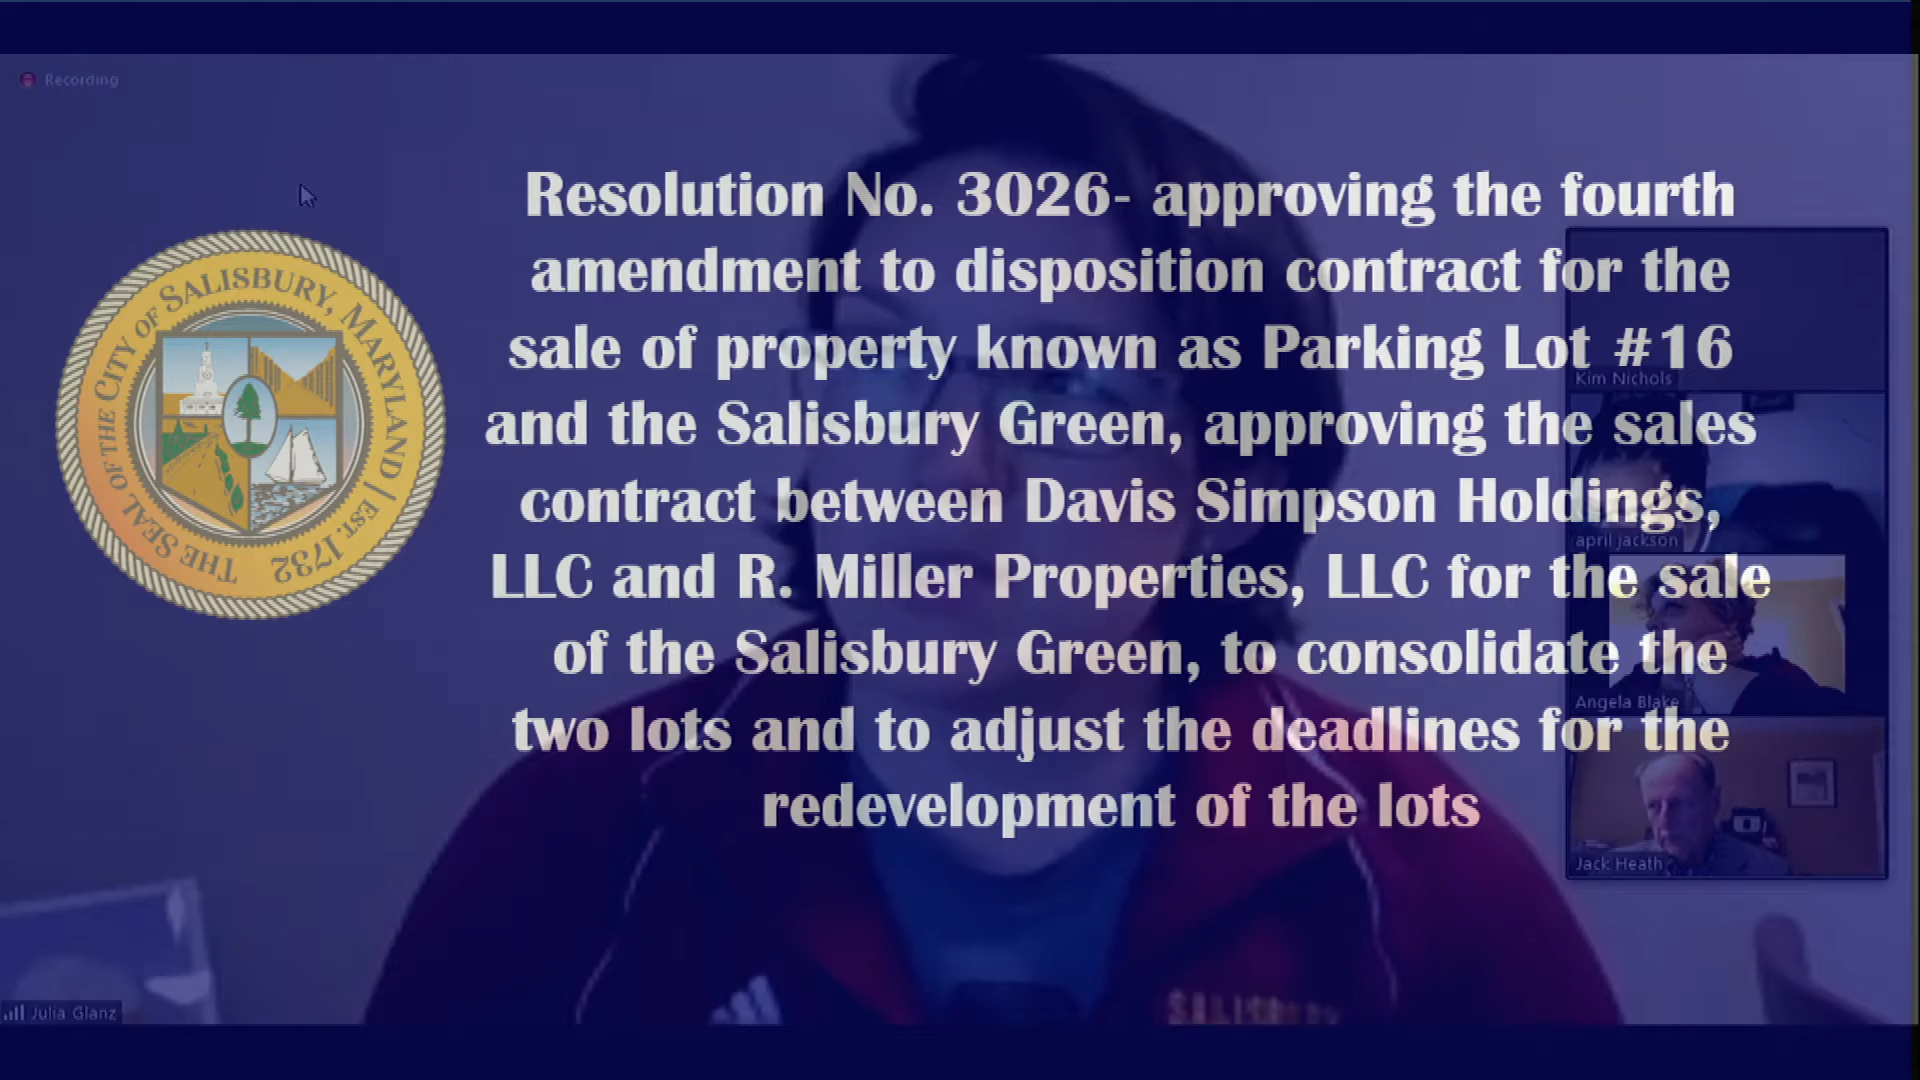 Recording
Resolution No. 3026- approving the fourth
amendment to disposition contract for the
sale of property known as Parking Lot #16
and the Salisbury Green, approving the sales
contract between Davis Simpson Holdings,
LLC and R. Miller Properties, LLC for the sale
of the Salisbury Green, to consolidate the
two lots and to adjust the deadlines for the
redevelopment of the lots
THE SEAL OF THE CITY OF SALISBURY, MARYLAND | EST. 1732
Kim Nichols
april jackson
Angela Blake
Jack Heath
Julia Glanz
SALISBURY